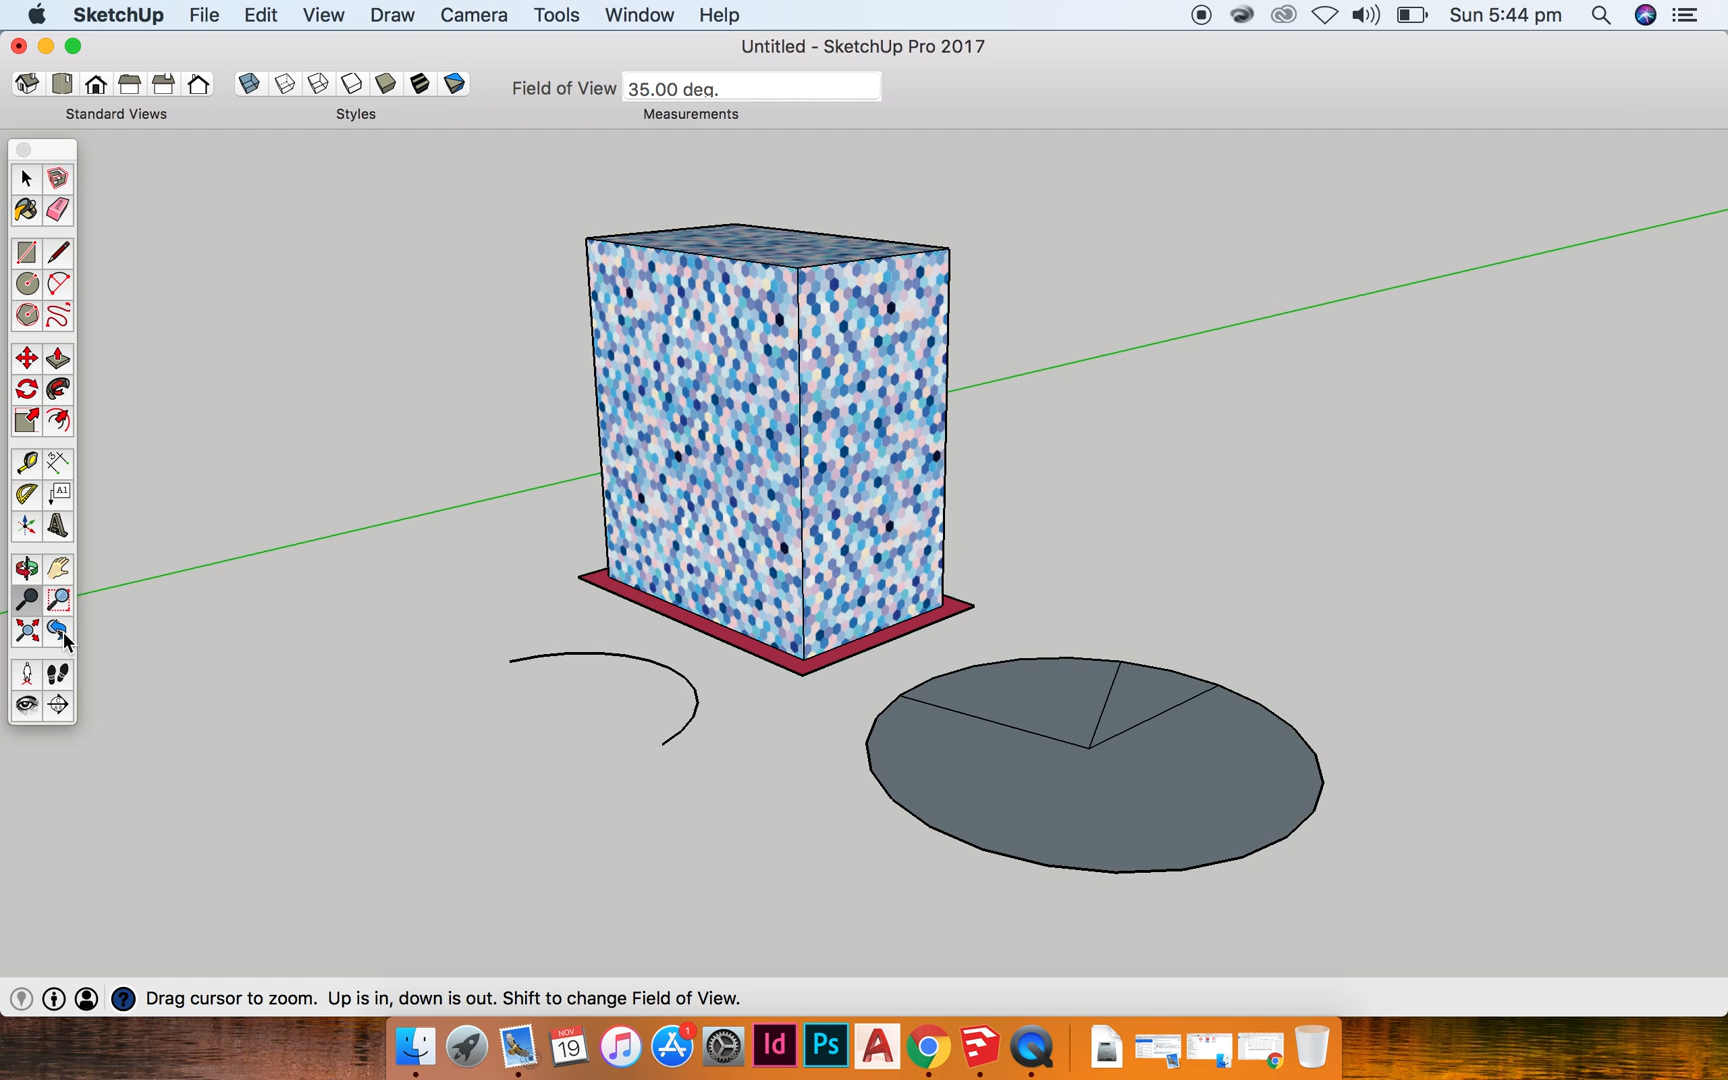 SketchUp File Edit View Draw Camera Tools Window Help Sun 5:44 pm
Untitled - SketchUp Pro 2017
Field of View 35.00 deg.
Standard Views Styles Measurements
A1
Drag cursor to zoom. Up is in, down is out. Shift to change Field of View.
NOV
19
1
Id
Ps